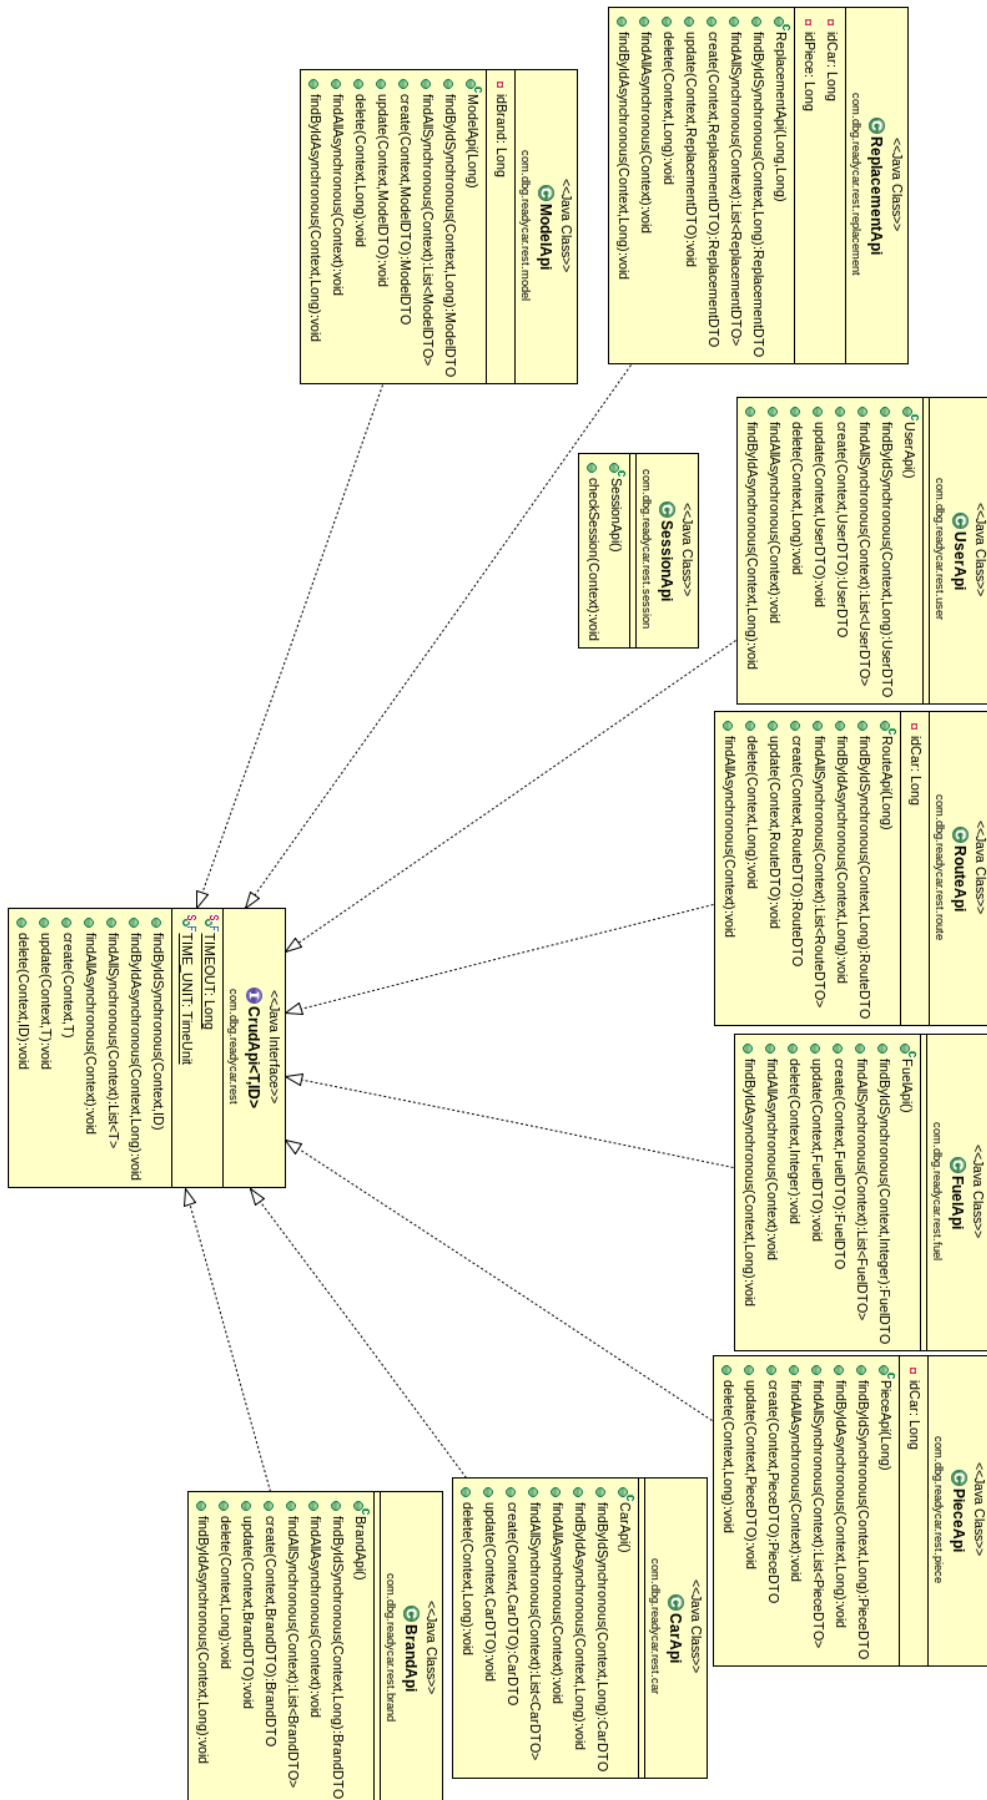 <<Java Class>>
ReplacementApi
com.dbg.readycar.rest.replacement
idCar: Long
idPiece: Long
ReplacementApi(Long,Long)
findByIdSynchronous(Context,Long):ReplacementDTO
findAllSynchronous(Context):List<ReplacementDTO>
create(Context,ReplacementDTO):ReplacementDTO
update(Context,ReplacementDTO):void
delete(Context,Long):void
findAllAsynchronous(Context):void
findByIdAsynchronous(Context,Long):void
<<Java Class>>
UserApi
com.dbg.readycar.rest.user
UserApi()
findByIdSynchronous(Context,Long):UserDTO
findAllSynchronous(Context):List<UserDTO>
create(Context,UserDTO):UserDTO
update(Context,UserDTO):void
delete(Context,Long):void
findAllAsynchronous(Context):void
findByIdAsynchronous(Context,Long):void
<<Java Class>>
RouteApi
com.dbg.readycar.rest.route
idCar: Long
RouteApi(Long)
findByIdSynchronous(Context,Long):RouteDTO
findByIdAsynchronous(Context,Long):void
findAllSynchronous(Context):List<RouteDTO>
create(Context,RouteDTO):RouteDTO
update(Context,RouteDTO):void
delete(Context,Long):void
findAllAsynchronous(Context):void
<<Java Class>>
FuelApi
com.dbg.readycar.rest.fuel
FuelApi()
findByIdSynchronous(Context,Integer):FuelDTO
findAllSynchronous(Context):List<FuelDTO>
create(Context,FuelDTO):FuelDTO
update(Context,FuelDTO):void
delete(Context,Integer):void
findAllAsynchronous(Context):void
findByIdAsynchronous(Context,Long):void
<<Java Class>>
PieceApi
com.dbg.readycar.rest.piece
idCar: Long
PieceApi(Long)
findByIdSynchronous(Context,Long):PieceDTO
findByIdAsynchronous(Context,Long):void
findAllSynchronous(Context):List<PieceDTO>
findAllAsynchronous(Context):void
create(Context,PieceDTO):PieceDTO
update(Context,PieceDTO):void
delete(Context,Long):void
<<Java Class>>
ModelApi
com.dbg.readycar.rest.model
idBrand: Long
ModelApi(Long)
findByIdSynchronous(Context,Long):ModelDTO
findAllSynchronous(Context):List<ModelDTO>
create(Context,ModelDTO):ModelDTO
update(Context,ModelDTO):void
delete(Context,Long):void
findAllAsynchronous(Context):void
findByIdAsynchronous(Context,Long):void
<<Java Class>>
SessionApi
com.dbg.readycar.rest.session
SessionApi()
checkSession(Context):void
<<Java Class>>
CarApi
com.dbg.readycar.rest.car
CarApi()
findByIdSynchronous(Context,Long):CarDTO
findByIdAsynchronous(Context,Long):void
findAllAsynchronous(Context):void
findAllSynchronous(Context):List<CarDTO>
create(Context,CarDTO):CarDTO
update(Context,CarDTO):void
delete(Context,Long):void
<<Java Class>>
BrandApi
com.dbg.readycar.rest.brand
BrandApi()
findByIdSynchronous(Context,Long):BrandDTO
findAllAsynchronous(Context):void
findAllSynchronous(Context):List<BrandDTO>
create(Context,BrandDTO):BrandDTO
update(Context,BrandDTO):void
delete(Context,Long):void
findByIdAsynchronous(Context,Long):void
<<Java Interface>>
CrudApi<T,ID>
com.dbg.readycar.rest
TIMEOUT: Long
TIME_UNIT: TimeUnit
findByIdSynchronous(Context,ID)
findByIdAsynchronous(Context,Long):void
findAllSynchronous(Context):List<T>
findAllAsynchronous(Context):void
create(Context,T)
update(Context,T):void
delete(Context,ID):void